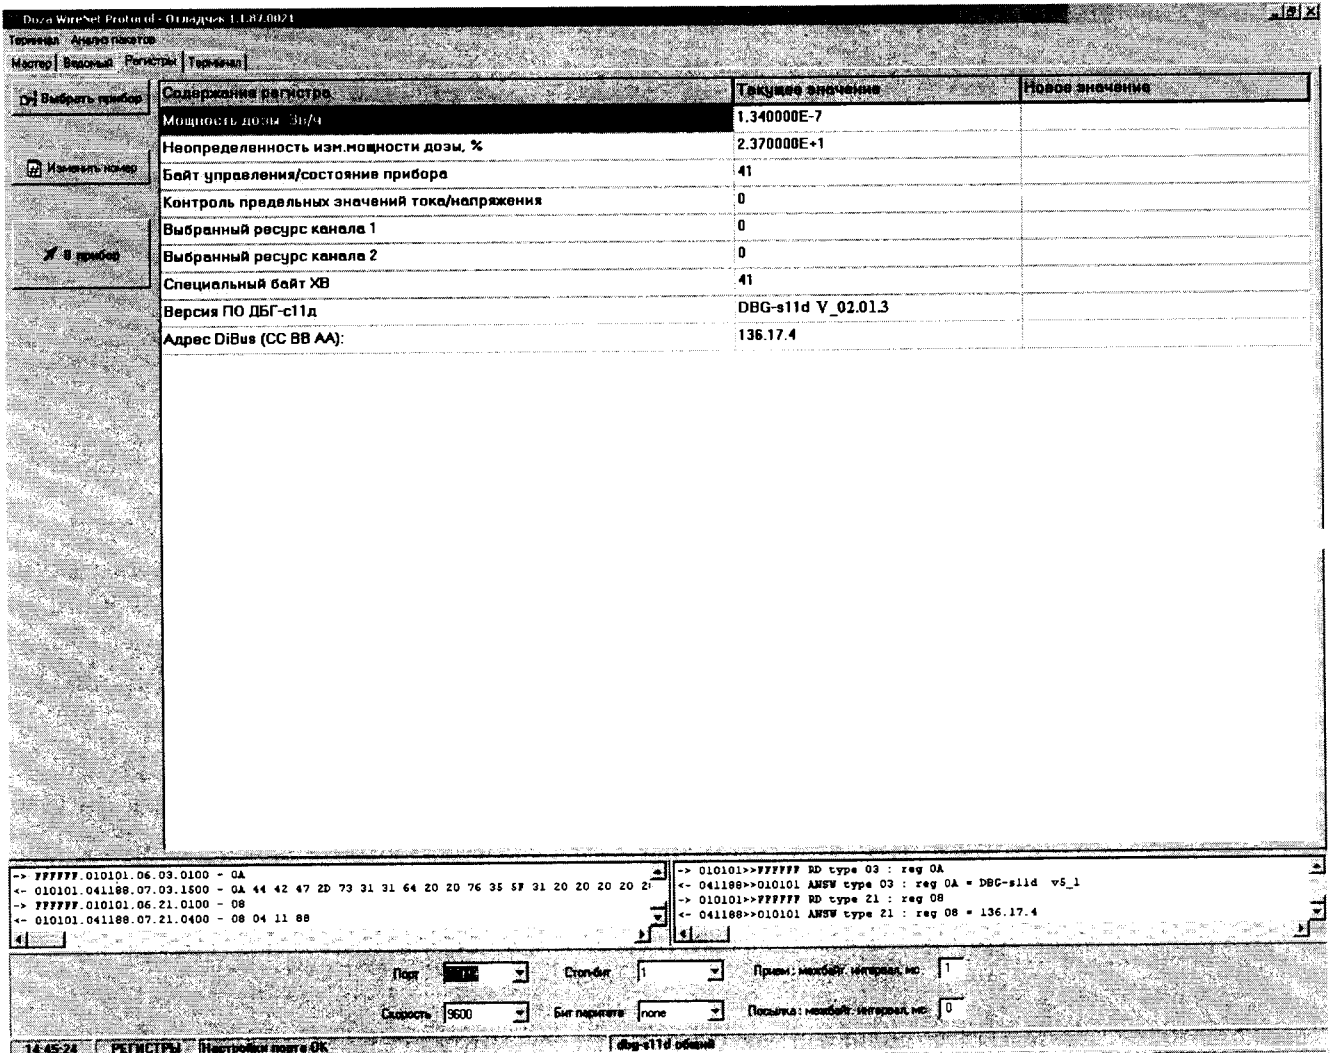 Doza WireNet Protocol - Отладчик 1.1.87.0021
Терминал Анализ пакетов
Мастер Ведомый Регистры Терминал
Выбрать прибор
Изменить номер
В прибор
Содержание регистра Текущее значение Новое значение
Мощность дозы Зв/ч 1.340000E-7
Неопределенность изм.мощности дозы, % 2.370000E+1
Байт управления/состояние прибора 41
Контроль предельных значений тока/напряжения 0
Выбранный ресурс канала 1 0
Выбранный ресурс канала 2 0
Специальный байт XB 41
Версия ПО ДБГ-с11д DBG-s11d V_02.01.3
Адрес DiBus (CC BB AA): 136.17.4
-> FFFFFF.010101.06.03.0100 - 0A
<- 010101.041188.07.03.1500 - 0A 44 42 47 2D 73 31 31 64 20 20 76 35 5F 31 20 20 20 20
-> FFFFFF.010101.06.21.0100 - 08
<- 010101.041188.07.21.0400 - 08 04 11 88
-> 010101>>FFFFFF RD type 03 : reg 0A
<- 041188>>010101 ANSW type 03 : reg 0A = DBG-s11d v5_1
-> 010101>>FFFFFF RD type 21 : reg 08
<- 041188>>010101 ANSW type 21 : reg 08 = 136.17.4
Порт Стоп-бит 1 Прием : межбайт. интервал, мс 1
Скорость 9600 Бит паритета none Посылка : межбайт. интервал, мс 0
14:45:24 РЕГИСТРЫ Настройки порта ОК dbg-s11d общий